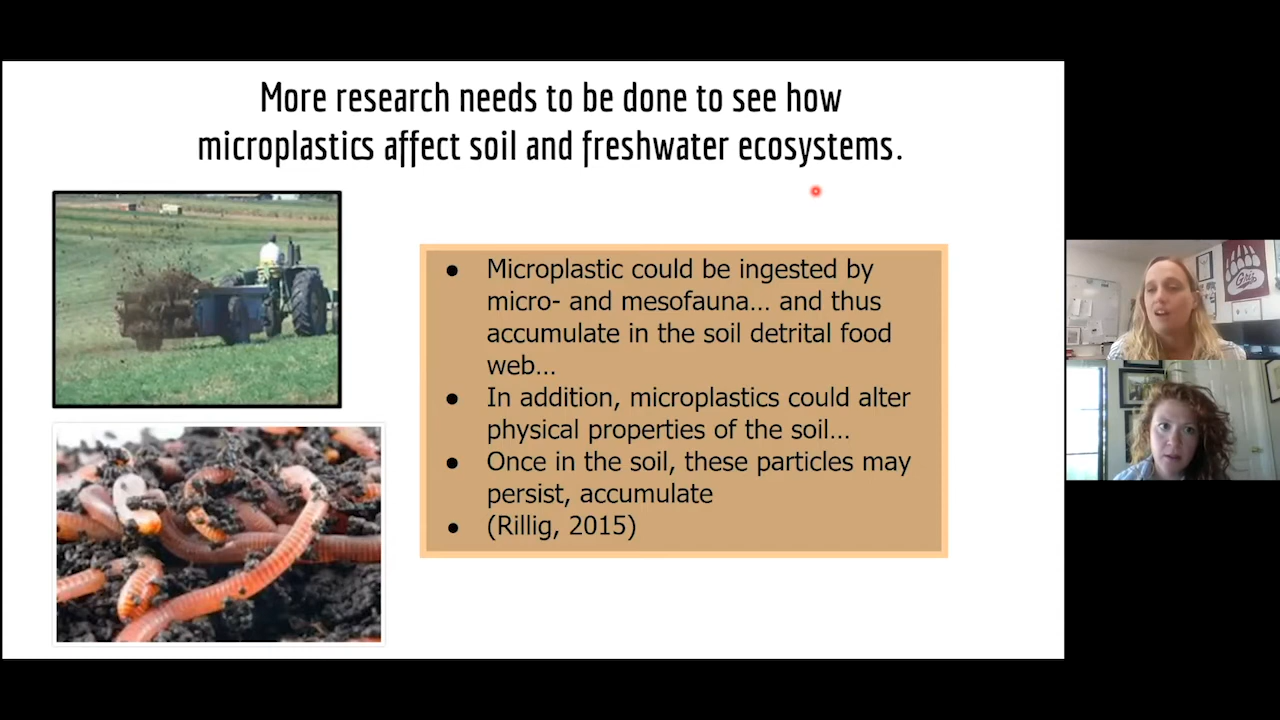 More research needs to be done to see how
microplastics affect soil and freshwater ecosystems.
● Microplastic could be ingested by
micro- and mesofauna... and thus
accumulate in the soil detrital food
web...
● In addition, microplastics could alter
physical properties of the soil...
● Once in the soil, these particles may
persist, accumulate
● (Rillig, 2015)
Griz